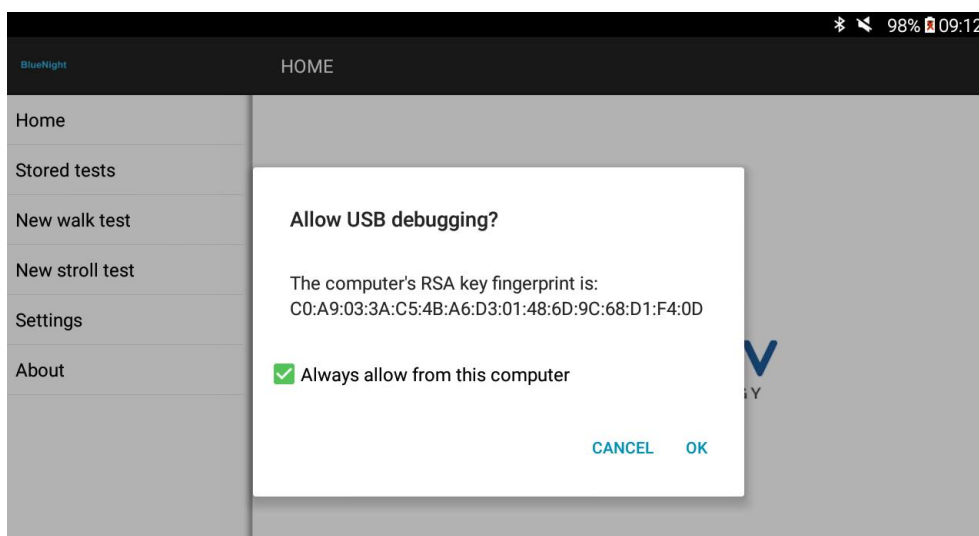 98% 09:12
BlueNight
HOME
Home
Stored tests
New walk test
New stroll test
Settings
About
Allow USB debugging?
The computer's RSA key fingerprint is:
C0:A9:03:3A:C5:4B:A6:D3:01:48:6D:9C:68:D1:F4:0D
Always allow from this computer
CANCEL OK
V
GY